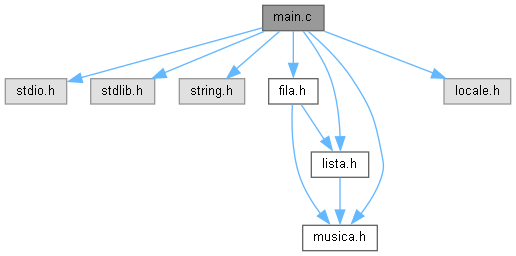 main.c
stdio.h
stdlib.h
string.h
fila.h
locale.h
lista.h
musica.h